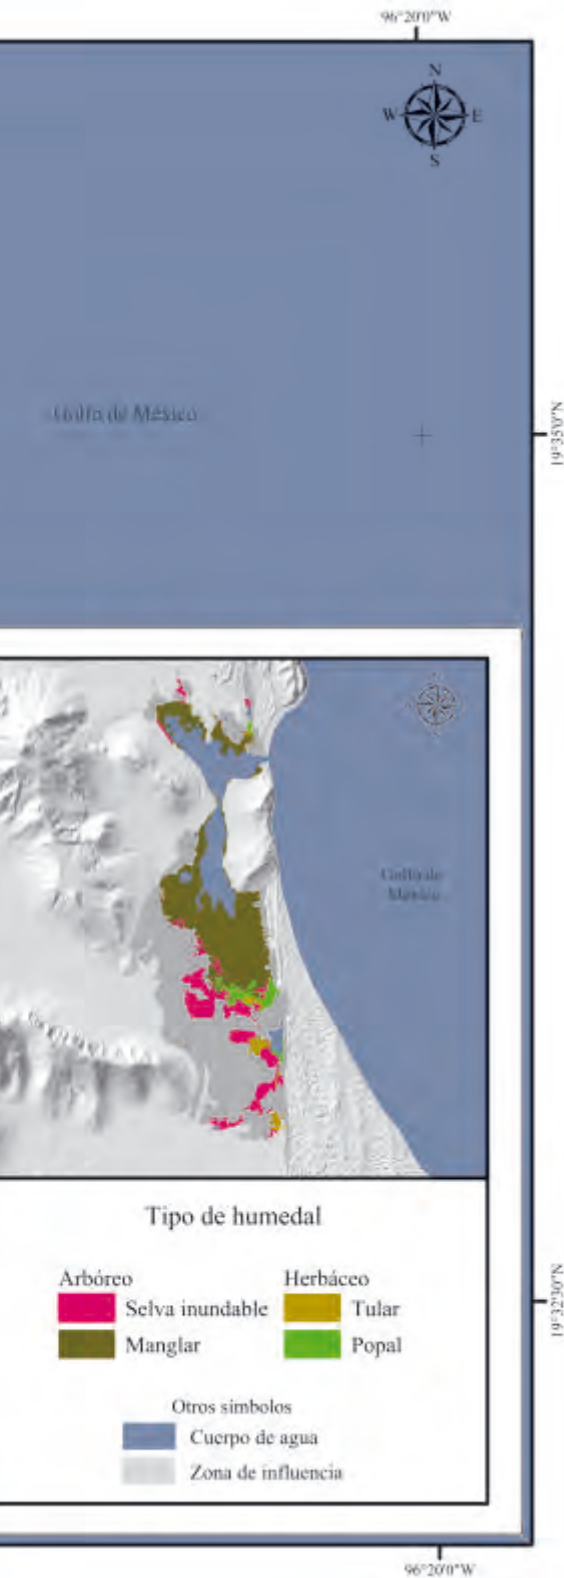 96°20'0"W
N
W E
S
Golfo de México
19°35'0"N
Golfo de
México
Tipo de humedal
Arbóreo Herbáceo
Selva inundable Tular
Manglar Popal
19°32'30"N
Otros símbolos
Cuerpo de agua
Zona de influencia
96°20'0"W